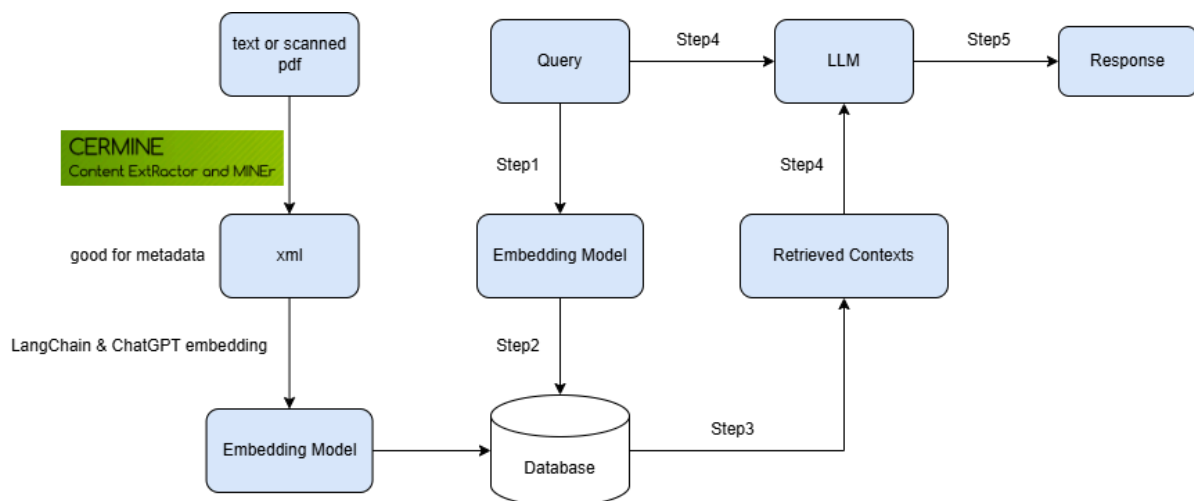 text or scanned
pdf
Query
Step4
LLM
Step5
Response
CERMINE
Content ExtRactor and MINEr
Step1
Step4
good for metadata
xml
Embedding Model
Retrieved Contexts
LangChain & ChatGPT embedding
Step2
Embedding Model
Database
Step3